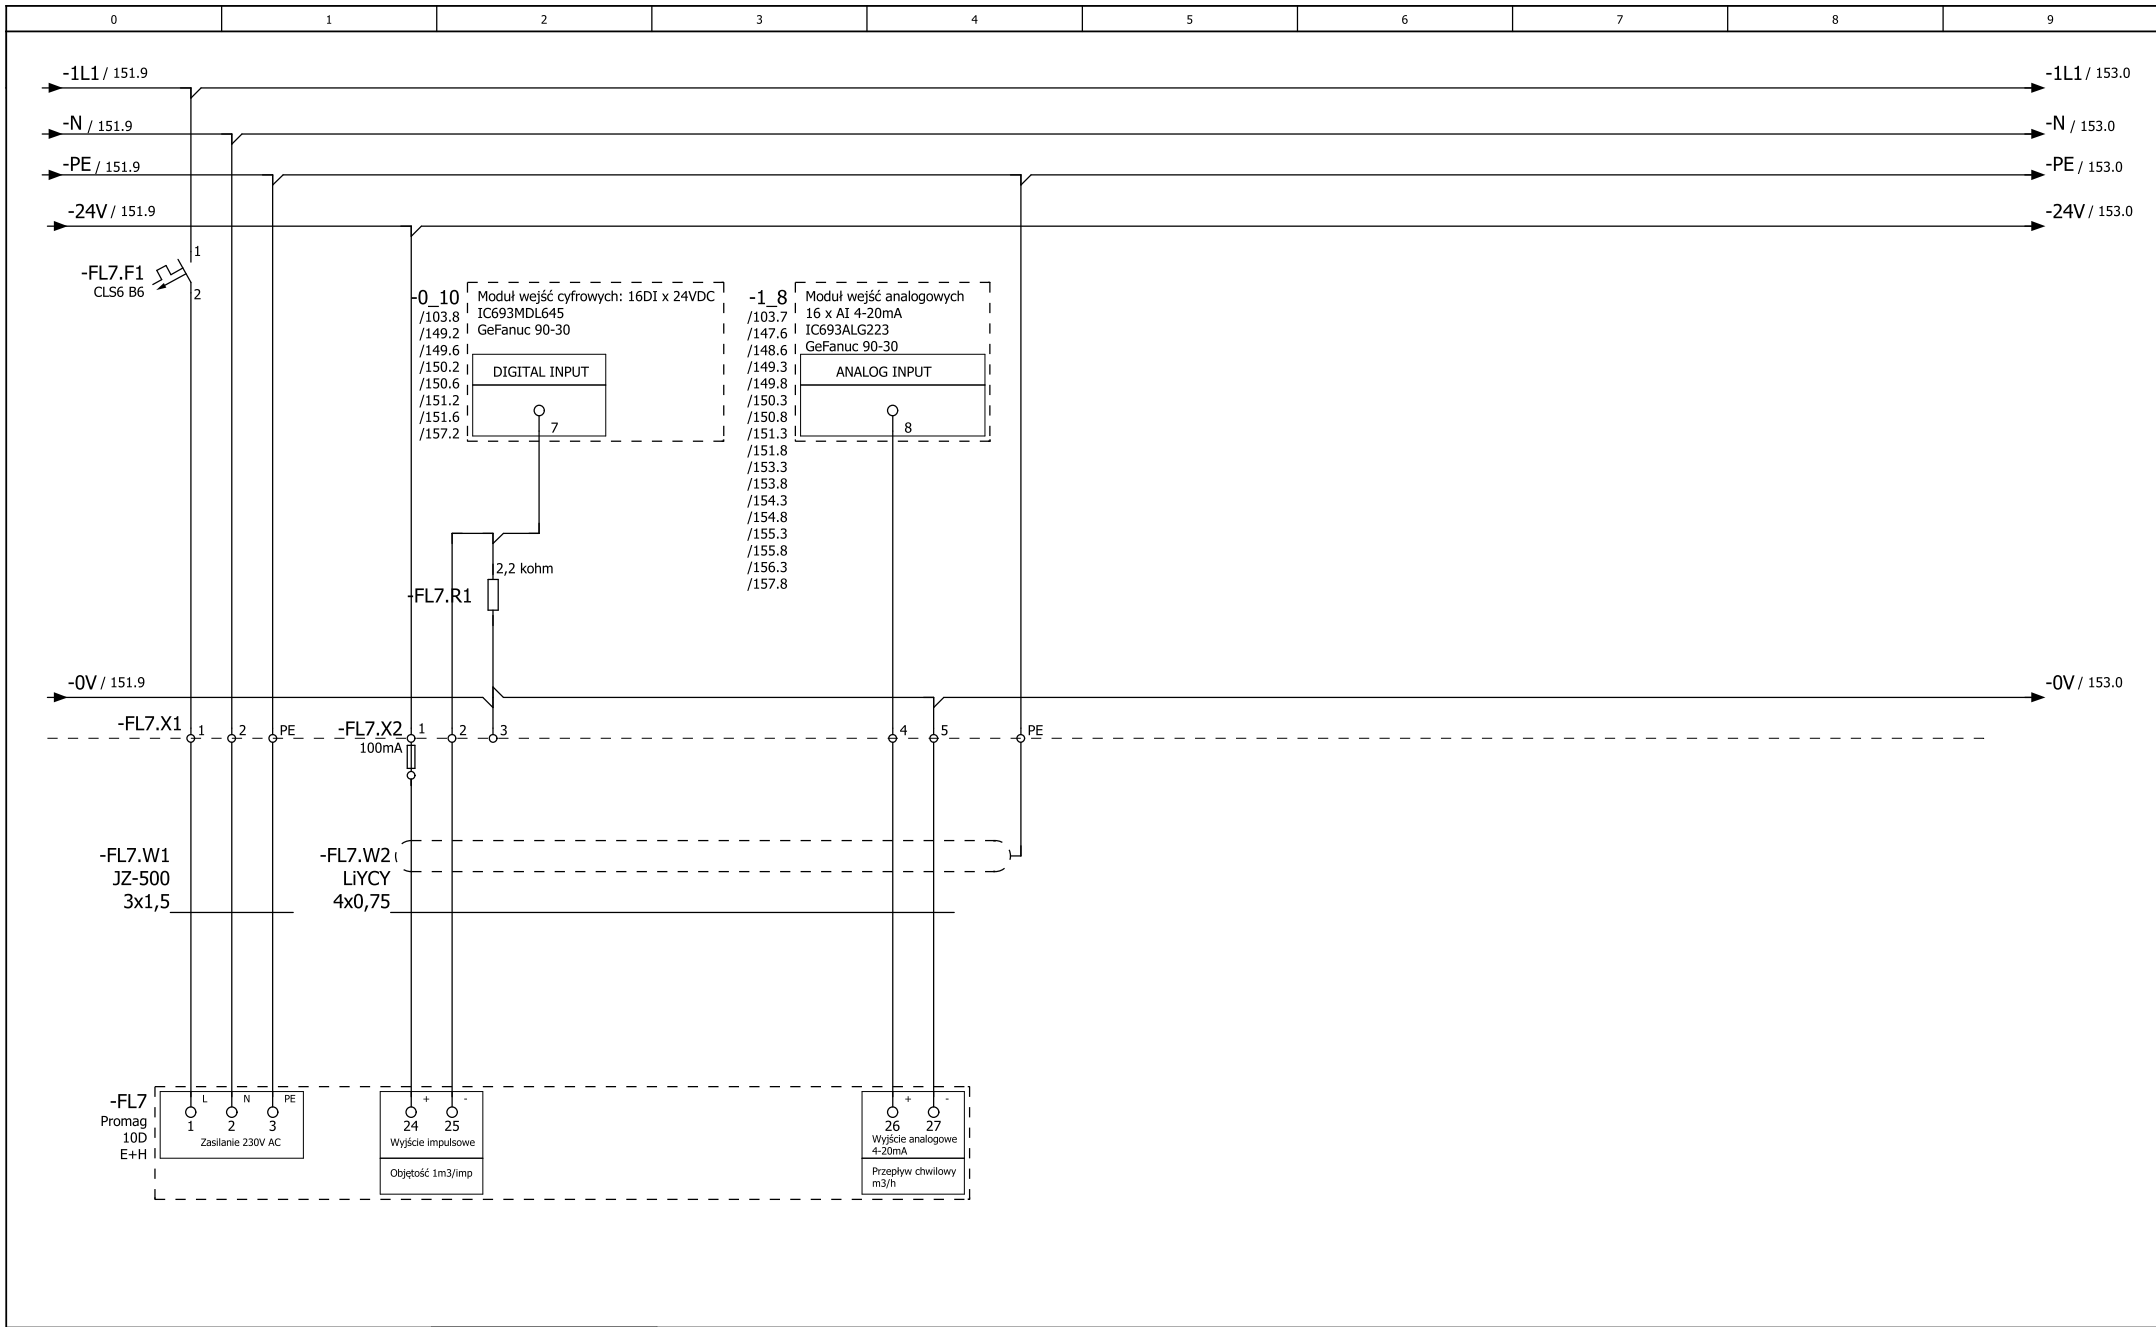 0 1 2 3 4 5 6 7 8 9
-1L1 / 151.9
-1L1 / 153.0
-N / 151.9
-N / 153.0
-PE / 151.9
-PE / 153.0
-24V / 151.9
-24V / 153.0
1
-FL7.F1
CLS6 B6
2
-0_10
/103.8
/149.2
/149.6
/150.2
/150.6
/151.2
/151.6
/157.2
Moduł wejść cyfrowych: 16DI x 24VDC
IC693MDL645
GeFanuc 90-30
DIGITAL INPUT
7
-1_8
/103.7
/147.6
/148.6
/149.3
/149.8
/150.3
/150.8
/151.3
/151.8
/153.3
/153.8
/154.3
/154.8
/155.3
/155.8
/156.3
/157.8
Moduł wejść analogowych
16 x AI 4-20mA
IC693ALG223
GeFanuc 90-30
ANALOG INPUT
8
2,2 kohm
-FL7.R1
-0V / 151.9
-0V / 153.0
-FL7.X1 1 2 PE
-FL7.X2 1 2 3 4 5 PE
100mA
-FL7.W1
JZ-500
3x1,5
-FL7.W2
LiYCY
4x0,75
-FL7
Promag
10D
E+H
L N PE
1 2 3
Zasilanie 230V AC
+ -
24 25
Wyjście impulsowe
Objętość 1m3/imp
+ -
26 27
Wyjście analogowe
4-20mA
Przepływ chwilowy
m3/h